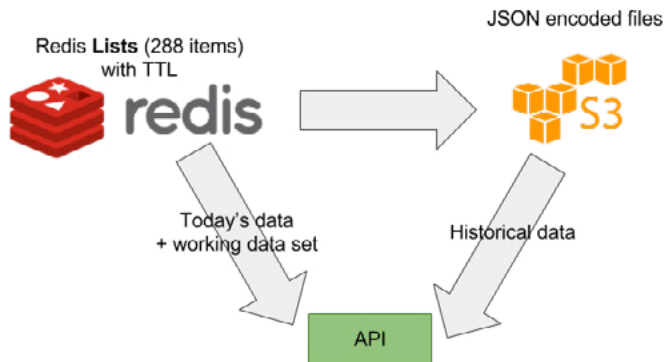 JSON encoded files
Redis Lists (288 items)
with TTL
redis
S3
Today's data
+ working data set
Historical data
API